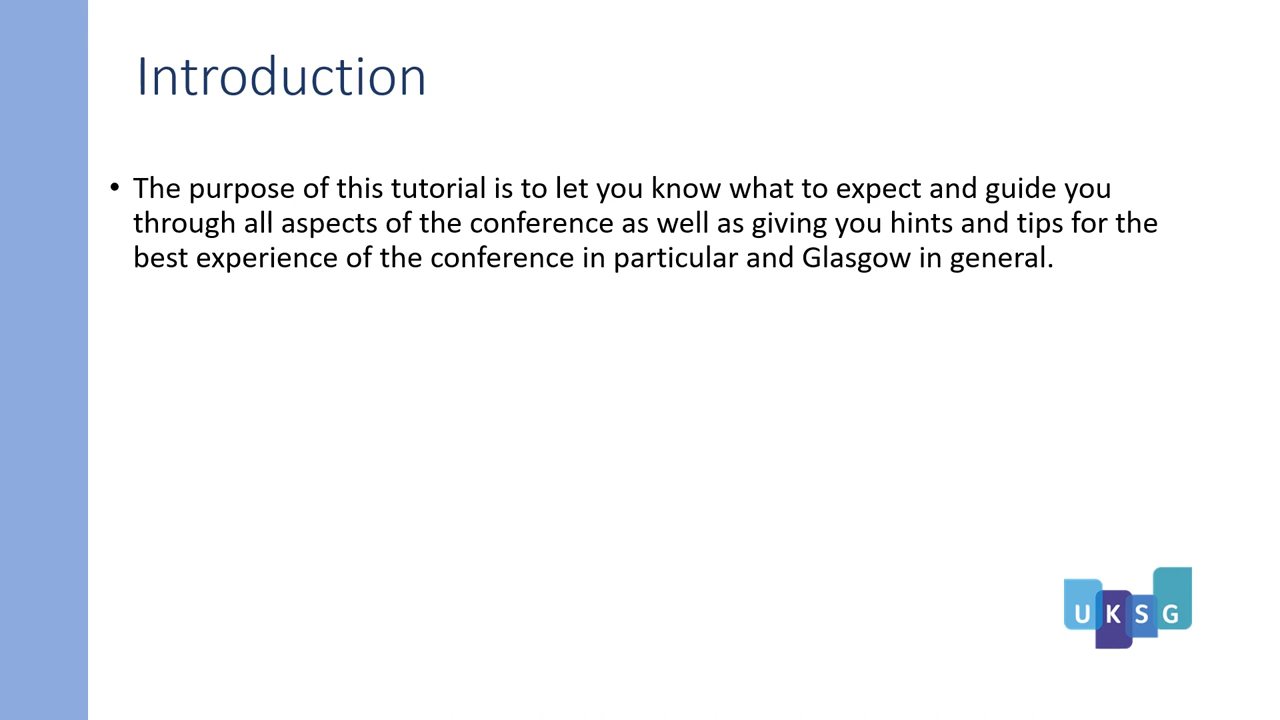 Introduction
• The purpose of this tutorial is to let you know what to expect and guide you
through all aspects of the conference as well as giving you hints and tips for the
best experience of the conference in particular and Glasgow in general.
UKSG